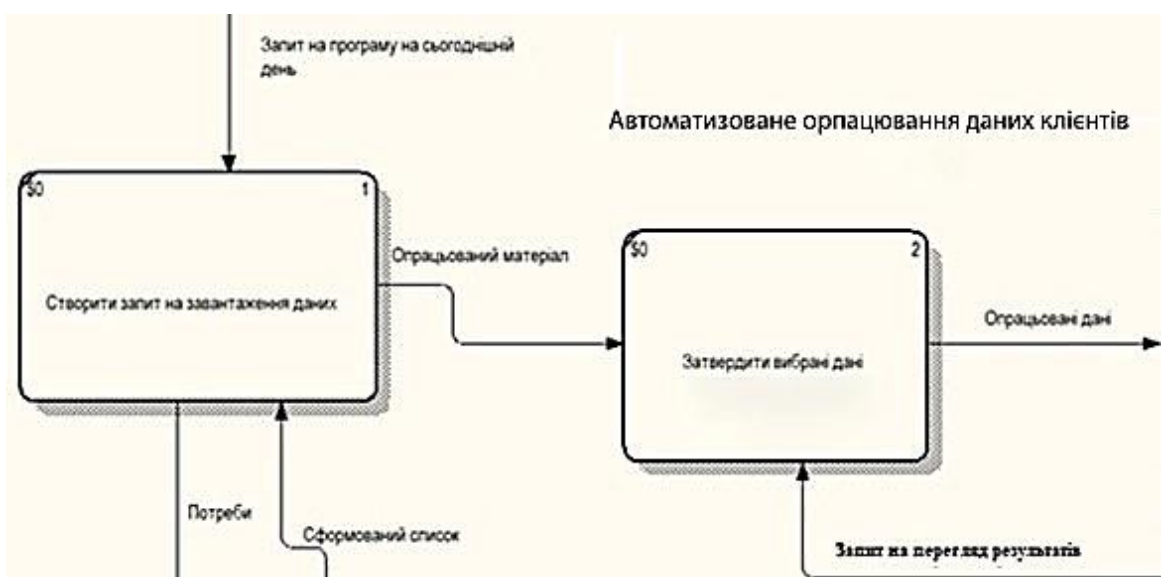 Запит на програму на сьогоднішній
день
Автоматизоване орпацювання даних клієнтів
$0
1
Створити запит на завантаження даних
Опрацьований матеріал
$0
2
Затвердити вибрані дані
Опрацьовані дані
Потреби
Сформований список
Запит на перегляд результатів